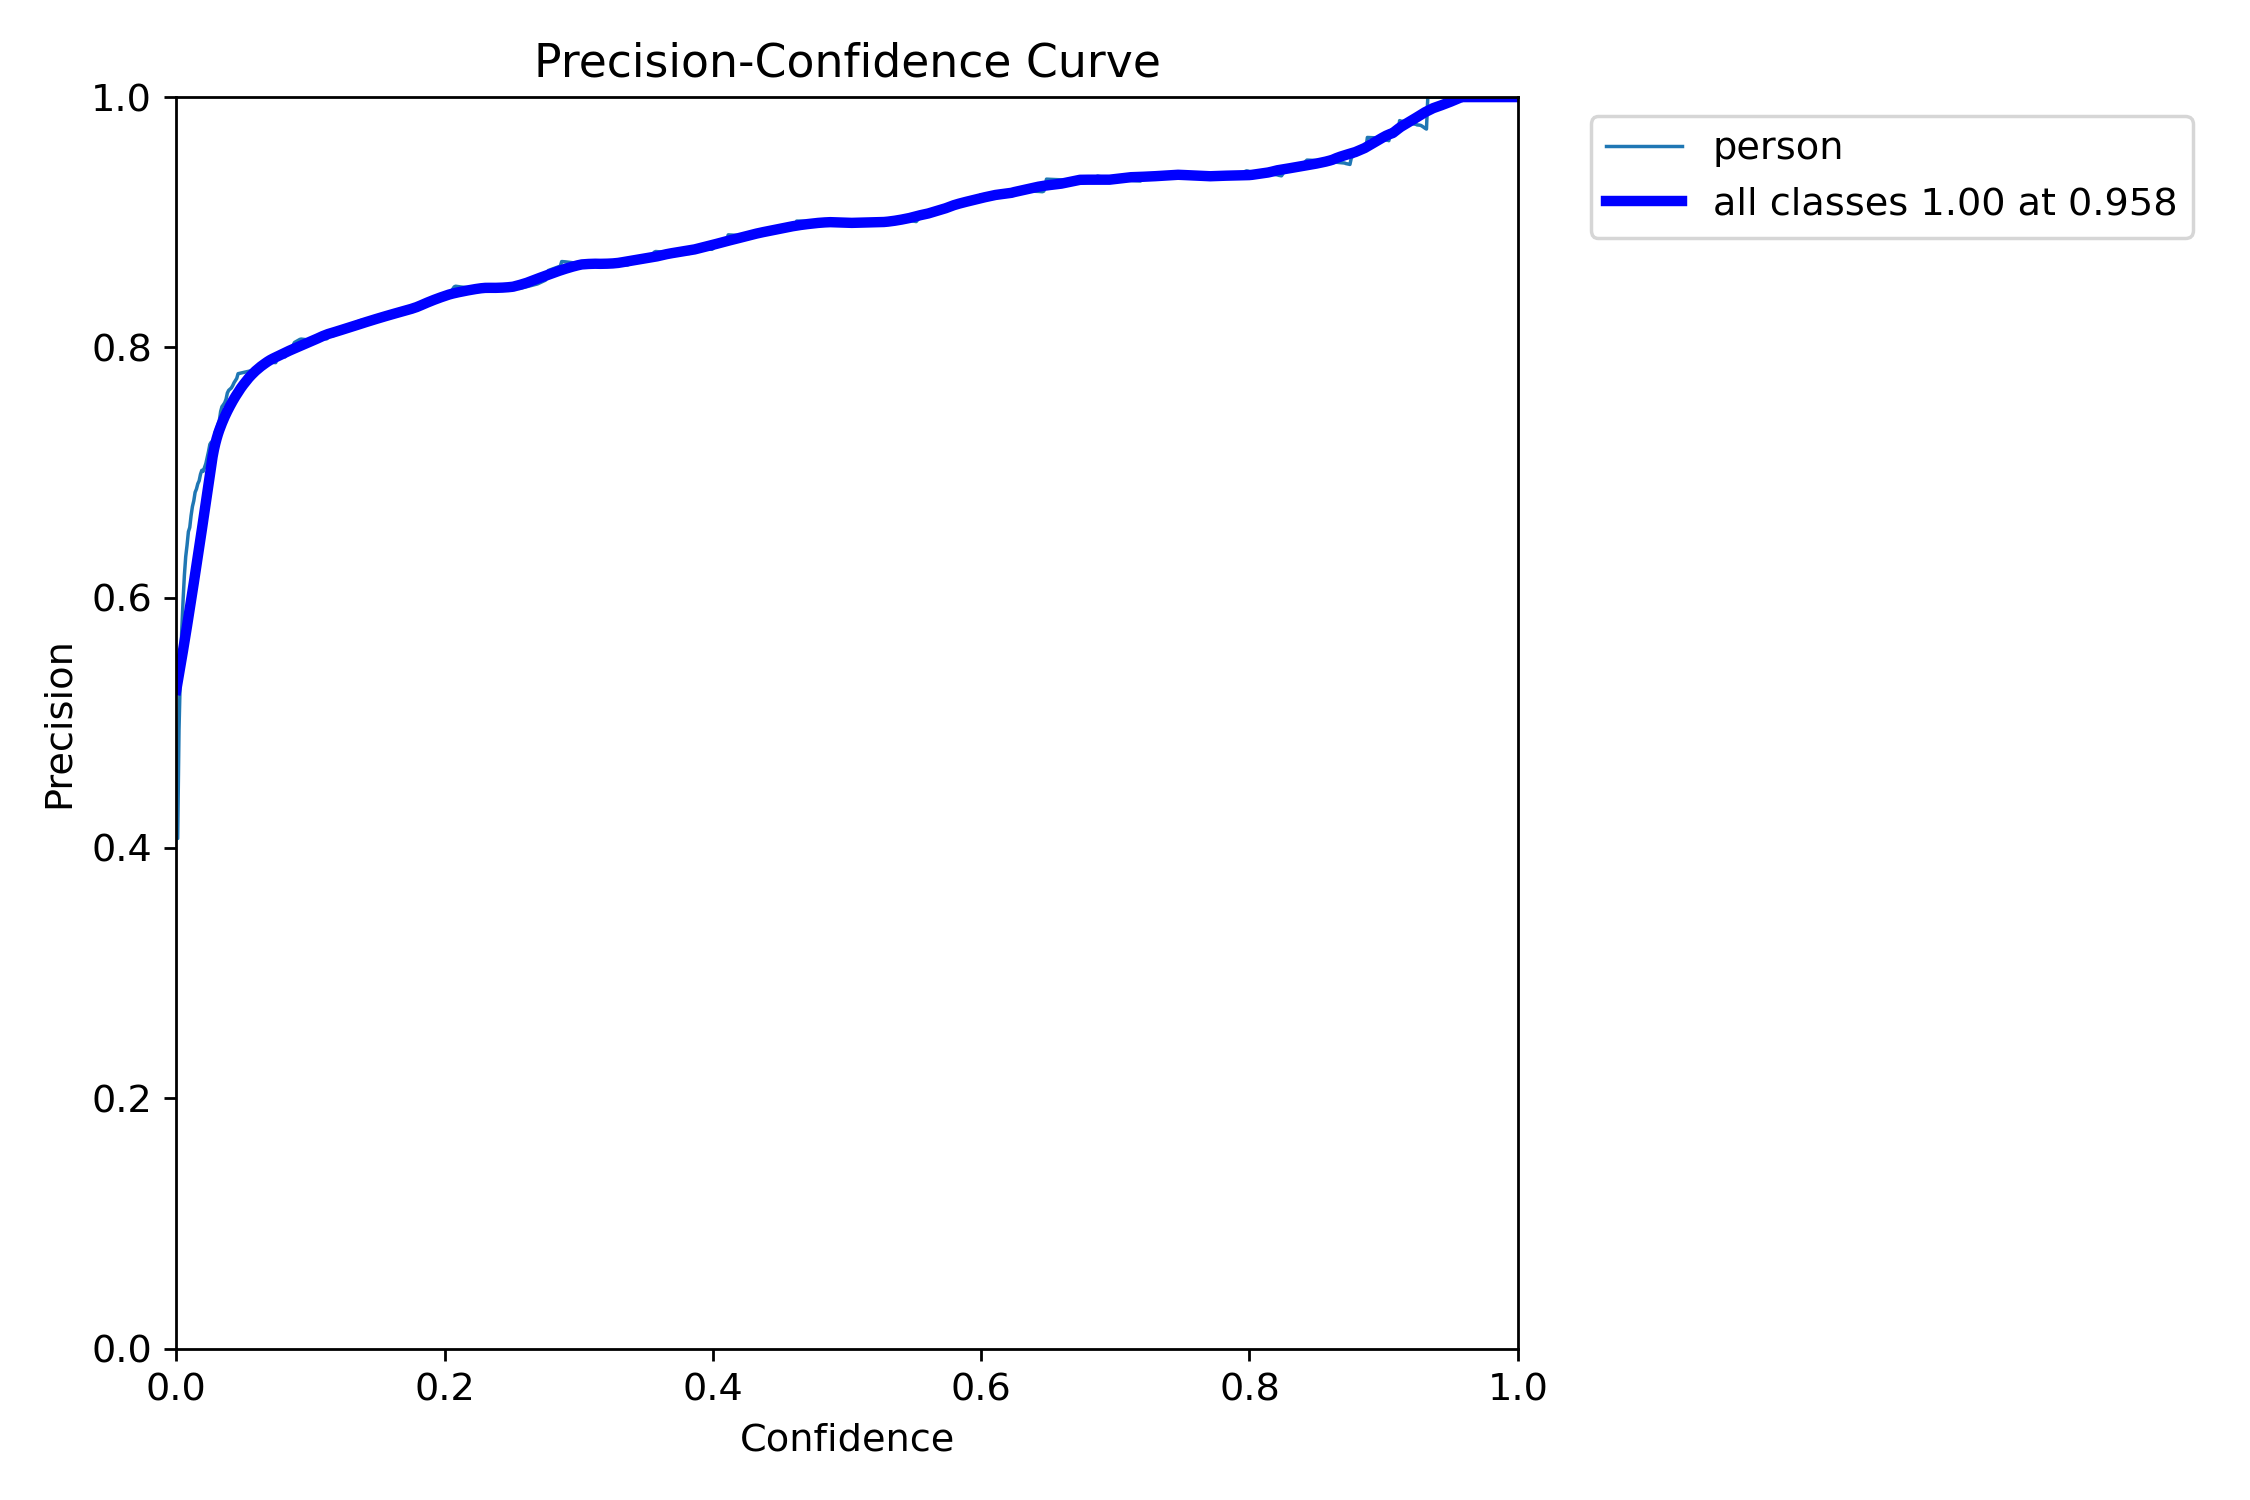 Precision-Confidence Curve
1.0
0.8
0.6
0.4
0.2
0.0
Precision
0.0 0.2 0.4 0.6 0.8 1.0
Confidence
person
all classes 1.00 at 0.958